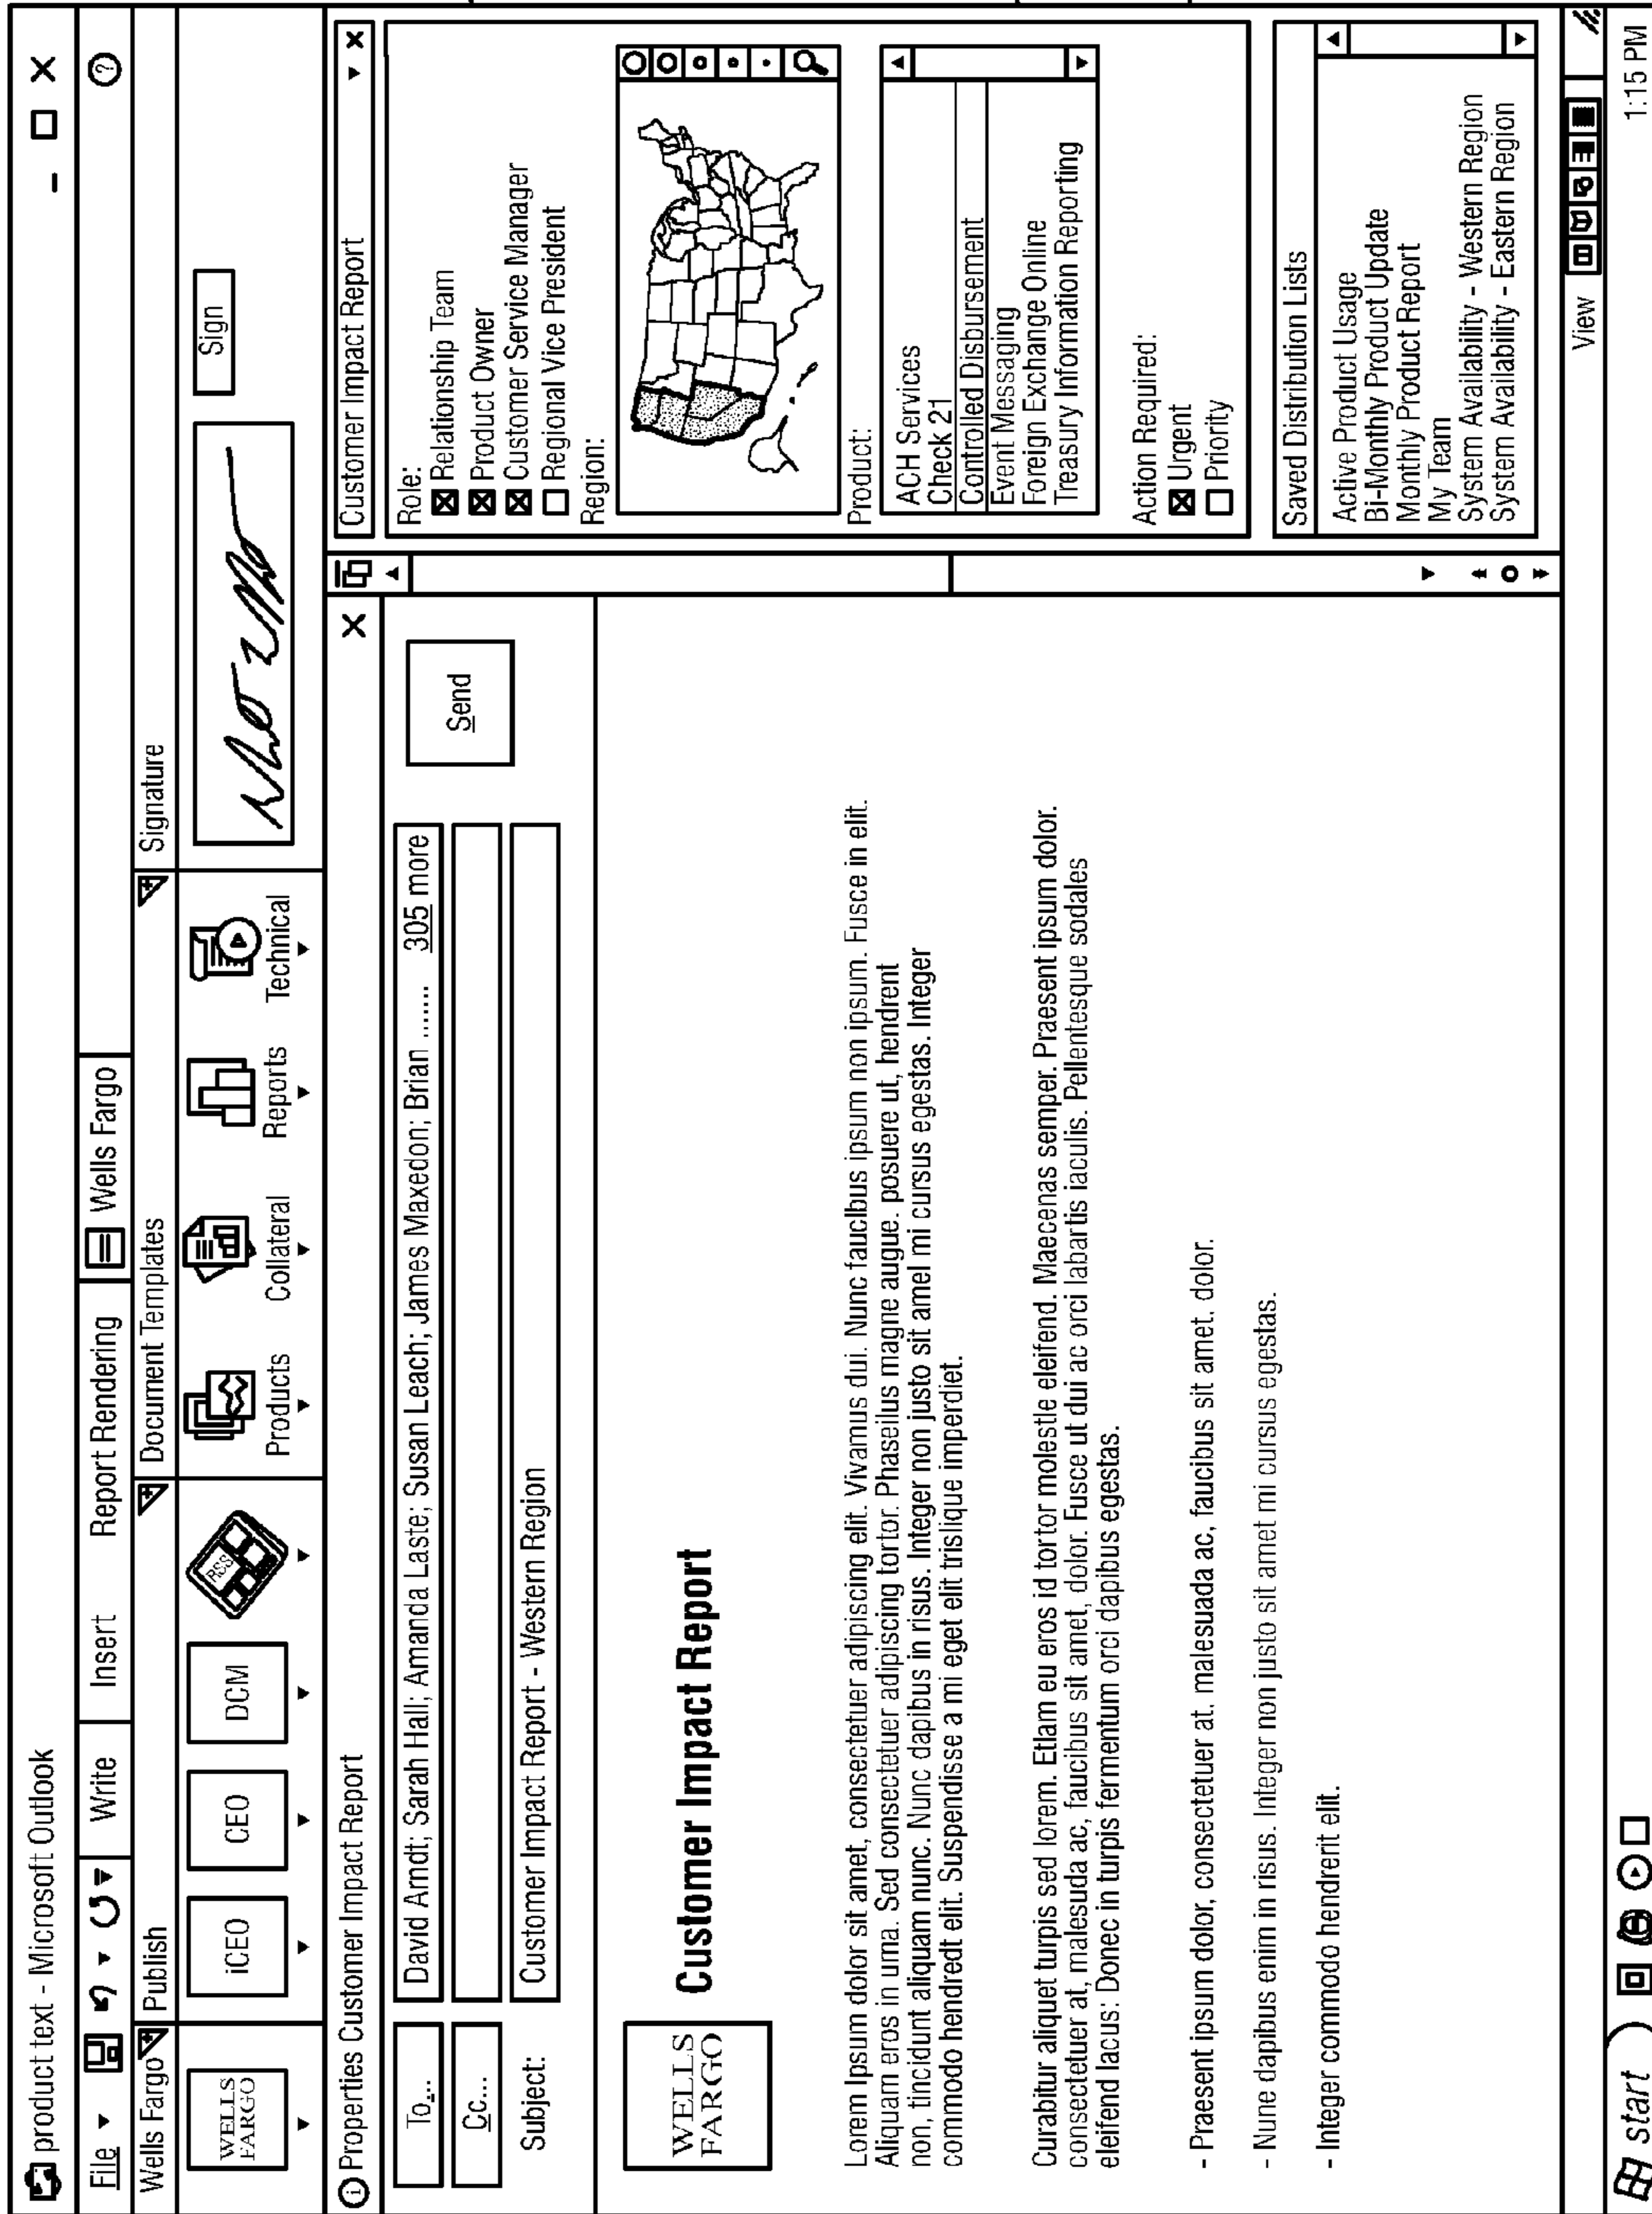 product text - Microsoft Outlook
File Write Insert Report Rendering Wells Fargo ?
Wells Fargo Publish Document Templates Signature
WELLS FARGO
iCEO CEO DCM RSS
Products Collateral Reports Technical
Sign
Properties Customer Impact Report
To... David Arndt; Sarah Hall; Amanda Laste; Susan Leach; James Maxedon; Brian ...... 305 more
Cc...
Send
Subject: Customer Impact Report - Western Region
WELLS FARGO
Customer Impact Report
Lorem Ipsum dolor sit amet, consectetuer adipiscing elit. Vivamus dui. Nunc faucibus ipsum non ipsum. Fusce in elit.
Aliquam eros in urna. Sed consectetuer adipiscing tortor. Phasellus magne augue. posuere ut, hendrent
non, tincidunt aliquam nunc. Nunc dapibus in risus. Integer non justo sit amel mi cursus egestas. Integer
commodo hendredt elit. Suspendisse a mi eget elit trislique imperdiet.
Curabitur aliquet turpis sed lorem. Etlam eu eros id tortor molestle eleifend. Maecenas semper. Praesent ipsum dolor.
consectetuer at, malesuda ac, faucibus sit amet, dolor. Fusce ut dui ac orci labartis iaculis. Pellentesque sodales
eleifend lacus: Donec in turpis fermentum orci dapibus egestas.
- Praesent ipsum dolor, consectetuer at. malesuada ac, faucibus sit amet. dolor.
- Nune dapibus enim in risus. Integer non justo sit amet mi cursus egestas.
- Integer commodo hendrerit elit.
Customer Impact Report
Role:
Relationship Team
Product Owner
Customer Service Manager
Regional Vice President
Region:
Product:
ACH Services
Check 21
Controlled Disbursement
Event Messaging
Foreign Exchange Online
Treasury Information Reporting
Action Required:
Urgent
Priority
Saved Distribution Lists
Active Product Usage
Bi-Monthly Product Update
Monthly Product Report
My Team
System Availability - Western Region
System Availability - Eastern Region
View
start 1:15 PM